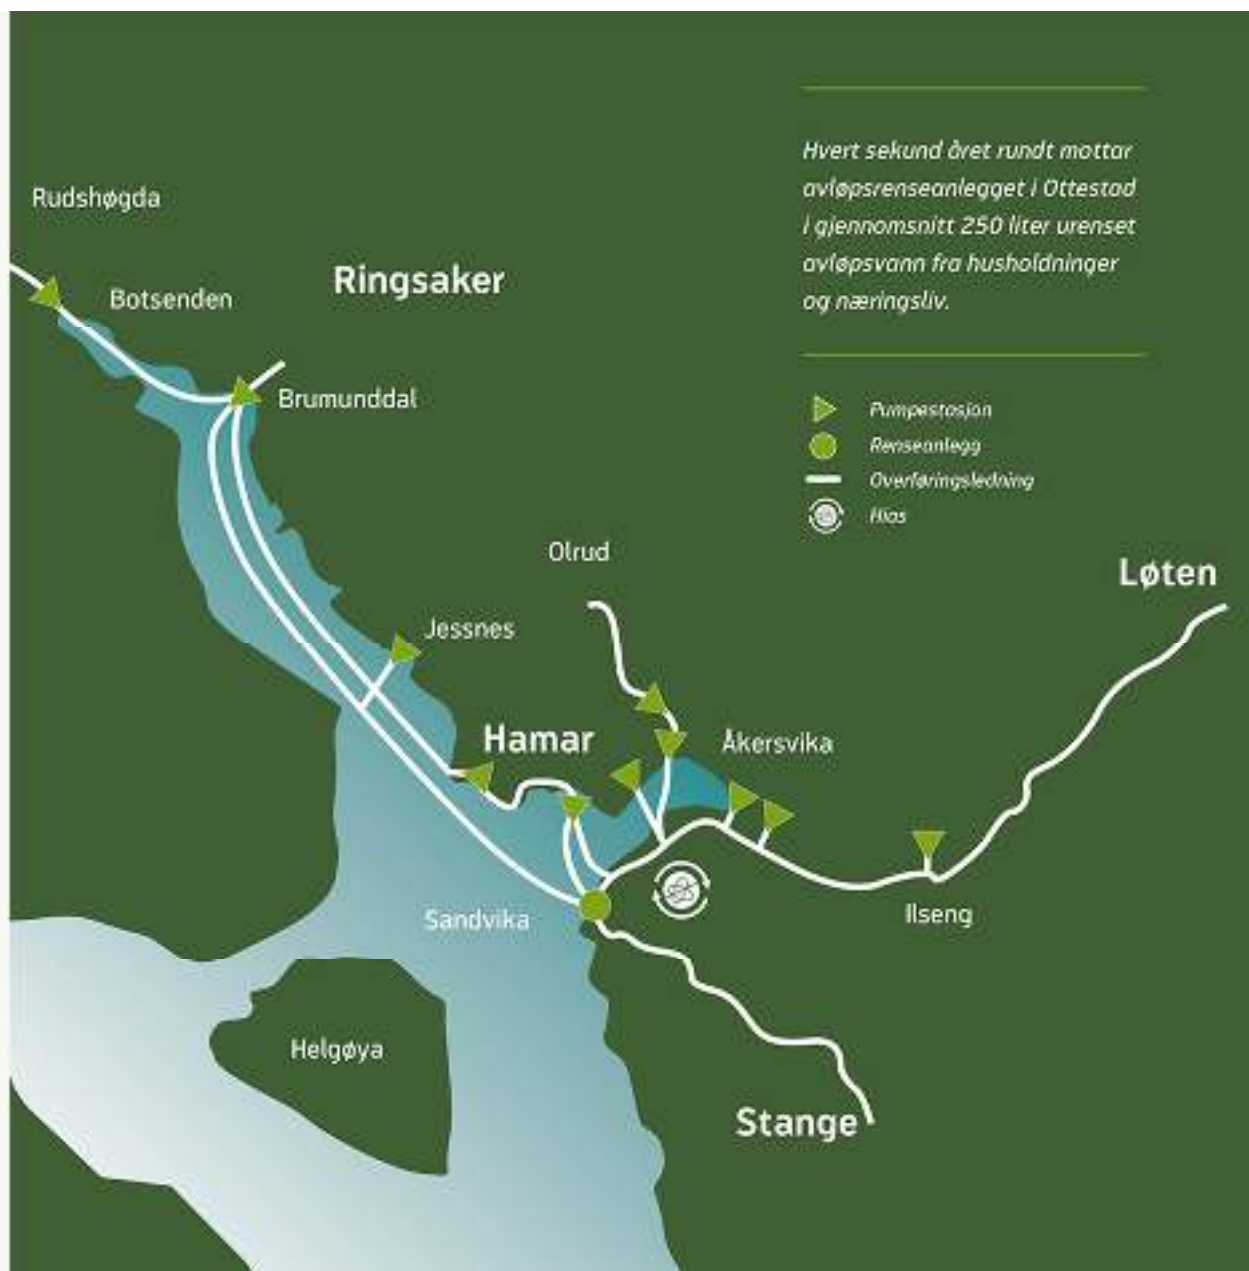 Hvert sekund året rundt mottar
avløpsrenseanlegget i Ottestad
i gjennomsnitt 250 liter urenset
avløpsvann fra husholdninger
og næringsliv.
Rudshøgda
Ringsaker
Botsenden
Brumunddal
Pumpestasjon
Renseanlegg
Overføringsledning
Hias
Olrud
Løten
Jessnes
Hamar
Åkersvika
Sandvika
Ilseng
Helgøya
Stange